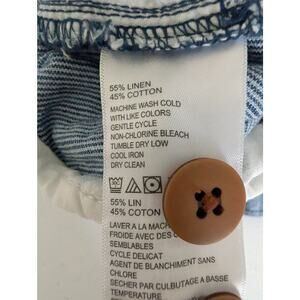 55% LINEN
45% COTTON
MACHINE WASH COLD
WITH LIKE COLORS
GENTLE CYCLE
NON-CHLORINE BLEACH
TUMBLE DRY LOW
COOL IRON
DRY CLEAN
55% LIN
45% COTON
LAVER A LA
FROIDE AVEC DES
SEMBLABLES
CYCLE DELICAT
AGENT DE BLANCHIMENT SANS
CHLORE
SECHER PAR CULBUTAGE A BASSE